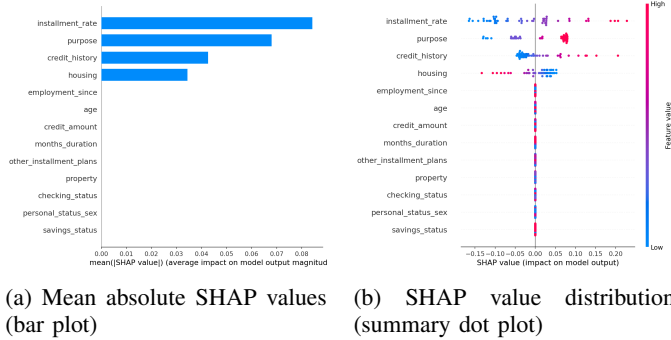 installment_rate
purpose
credit_history
housing
employment_since
age
credit_amount
months_duration
other_installment_plans
property
checking_status
personal_status_sex
savings_status
0.00 0.01 0.02 0.03 0.04 0.05 0.06 0.07 0.08
mean(|SHAP value|) (average impact on model output magnitud
installment_rate
purpose
credit_history
housing
employment_since
age
credit_amount
months_duration
other_installment_plans
property
checking_status
personal_status_sex
savings_status
−0.15 −0.10 −0.05 0.00 0.05 0.10 0.15 0.20
SHAP value (impact on model output)
High
Feature value
Low
(a) Mean absolute SHAP values
(bar plot)
(b) SHAP value distribution
(summary dot plot)